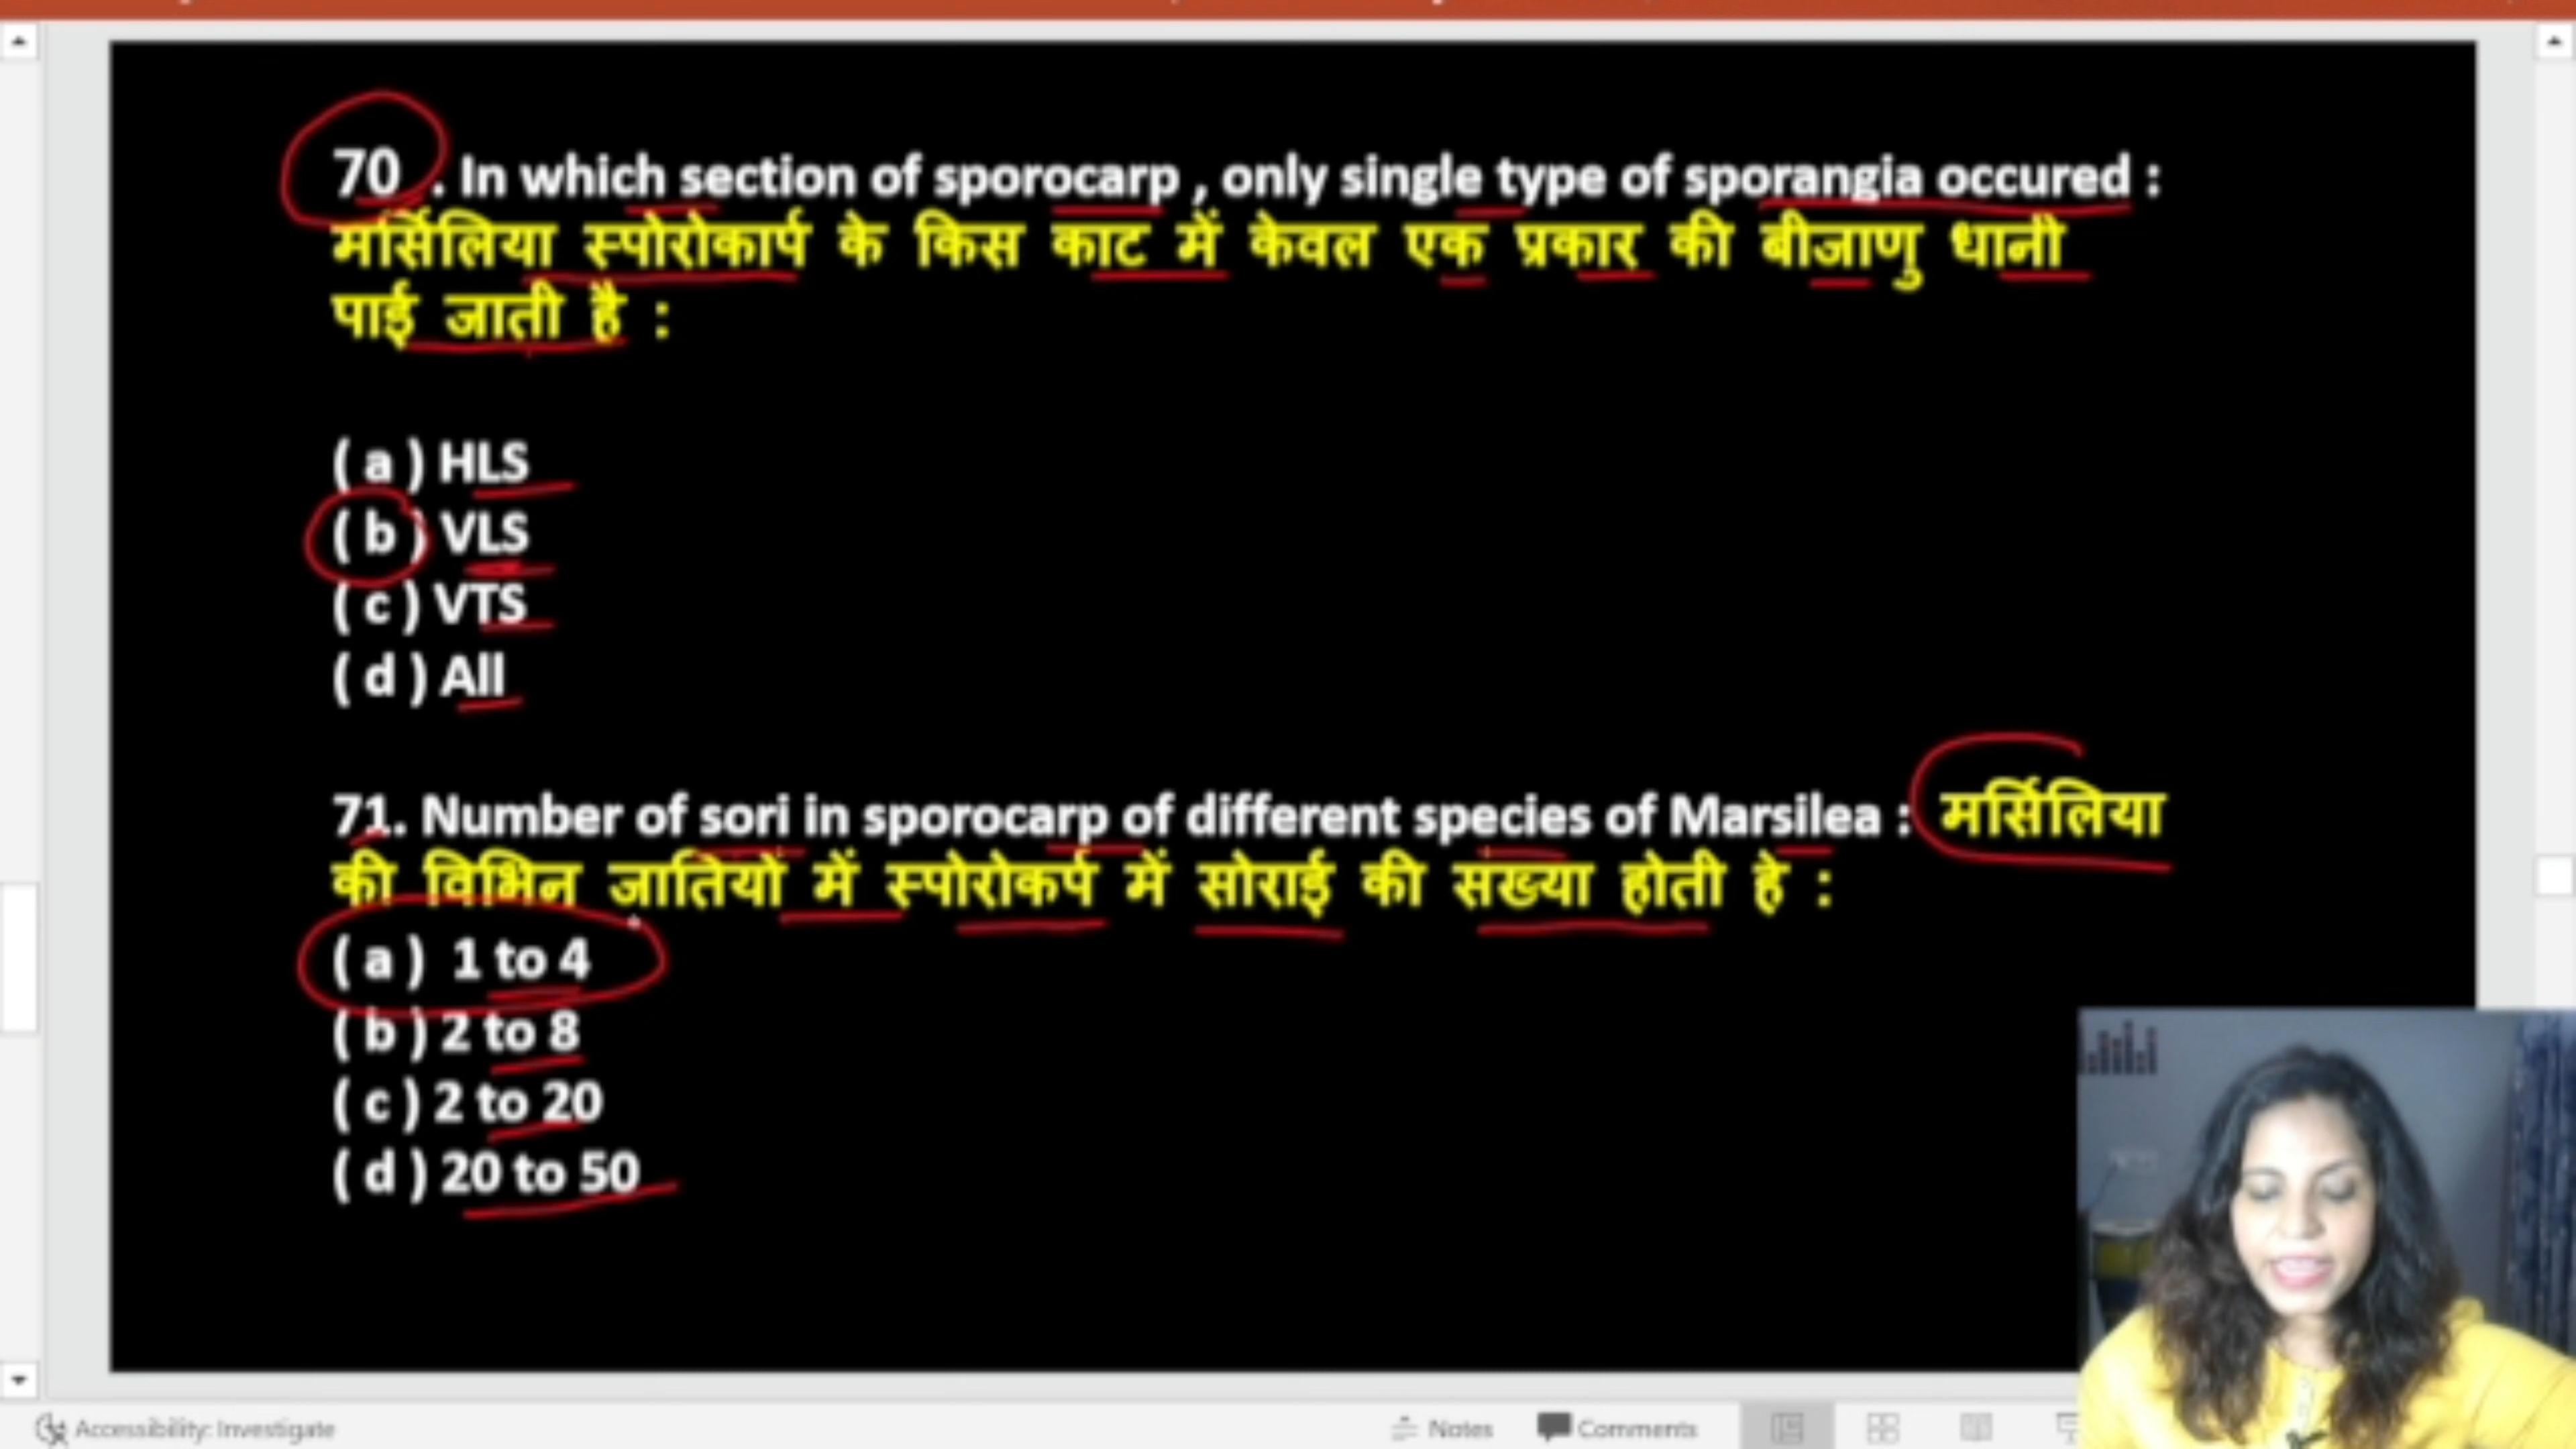 70 . In which section of sporocarp , only single type of sporangia occured :
मर्सिलिया स्पोरोकार्प के किस काट में केवल एक प्रकार की बीजाणु धानी
पाई जाती है :
( a ) HLS
( b ) VLS
( c ) VTS
( d ) All
71. Number of sori in sporocarp of different species of Marsilea : मर्सिलिया
की विभिन जातियों में स्पोरोकर्प में सोराई की संख्या होती हे :
( a ) 1 to 4
( b ) 2 to 8
( c ) 2 to 20
( d ) 20 to 50
Accessibility: Investigate
Notes
Comments